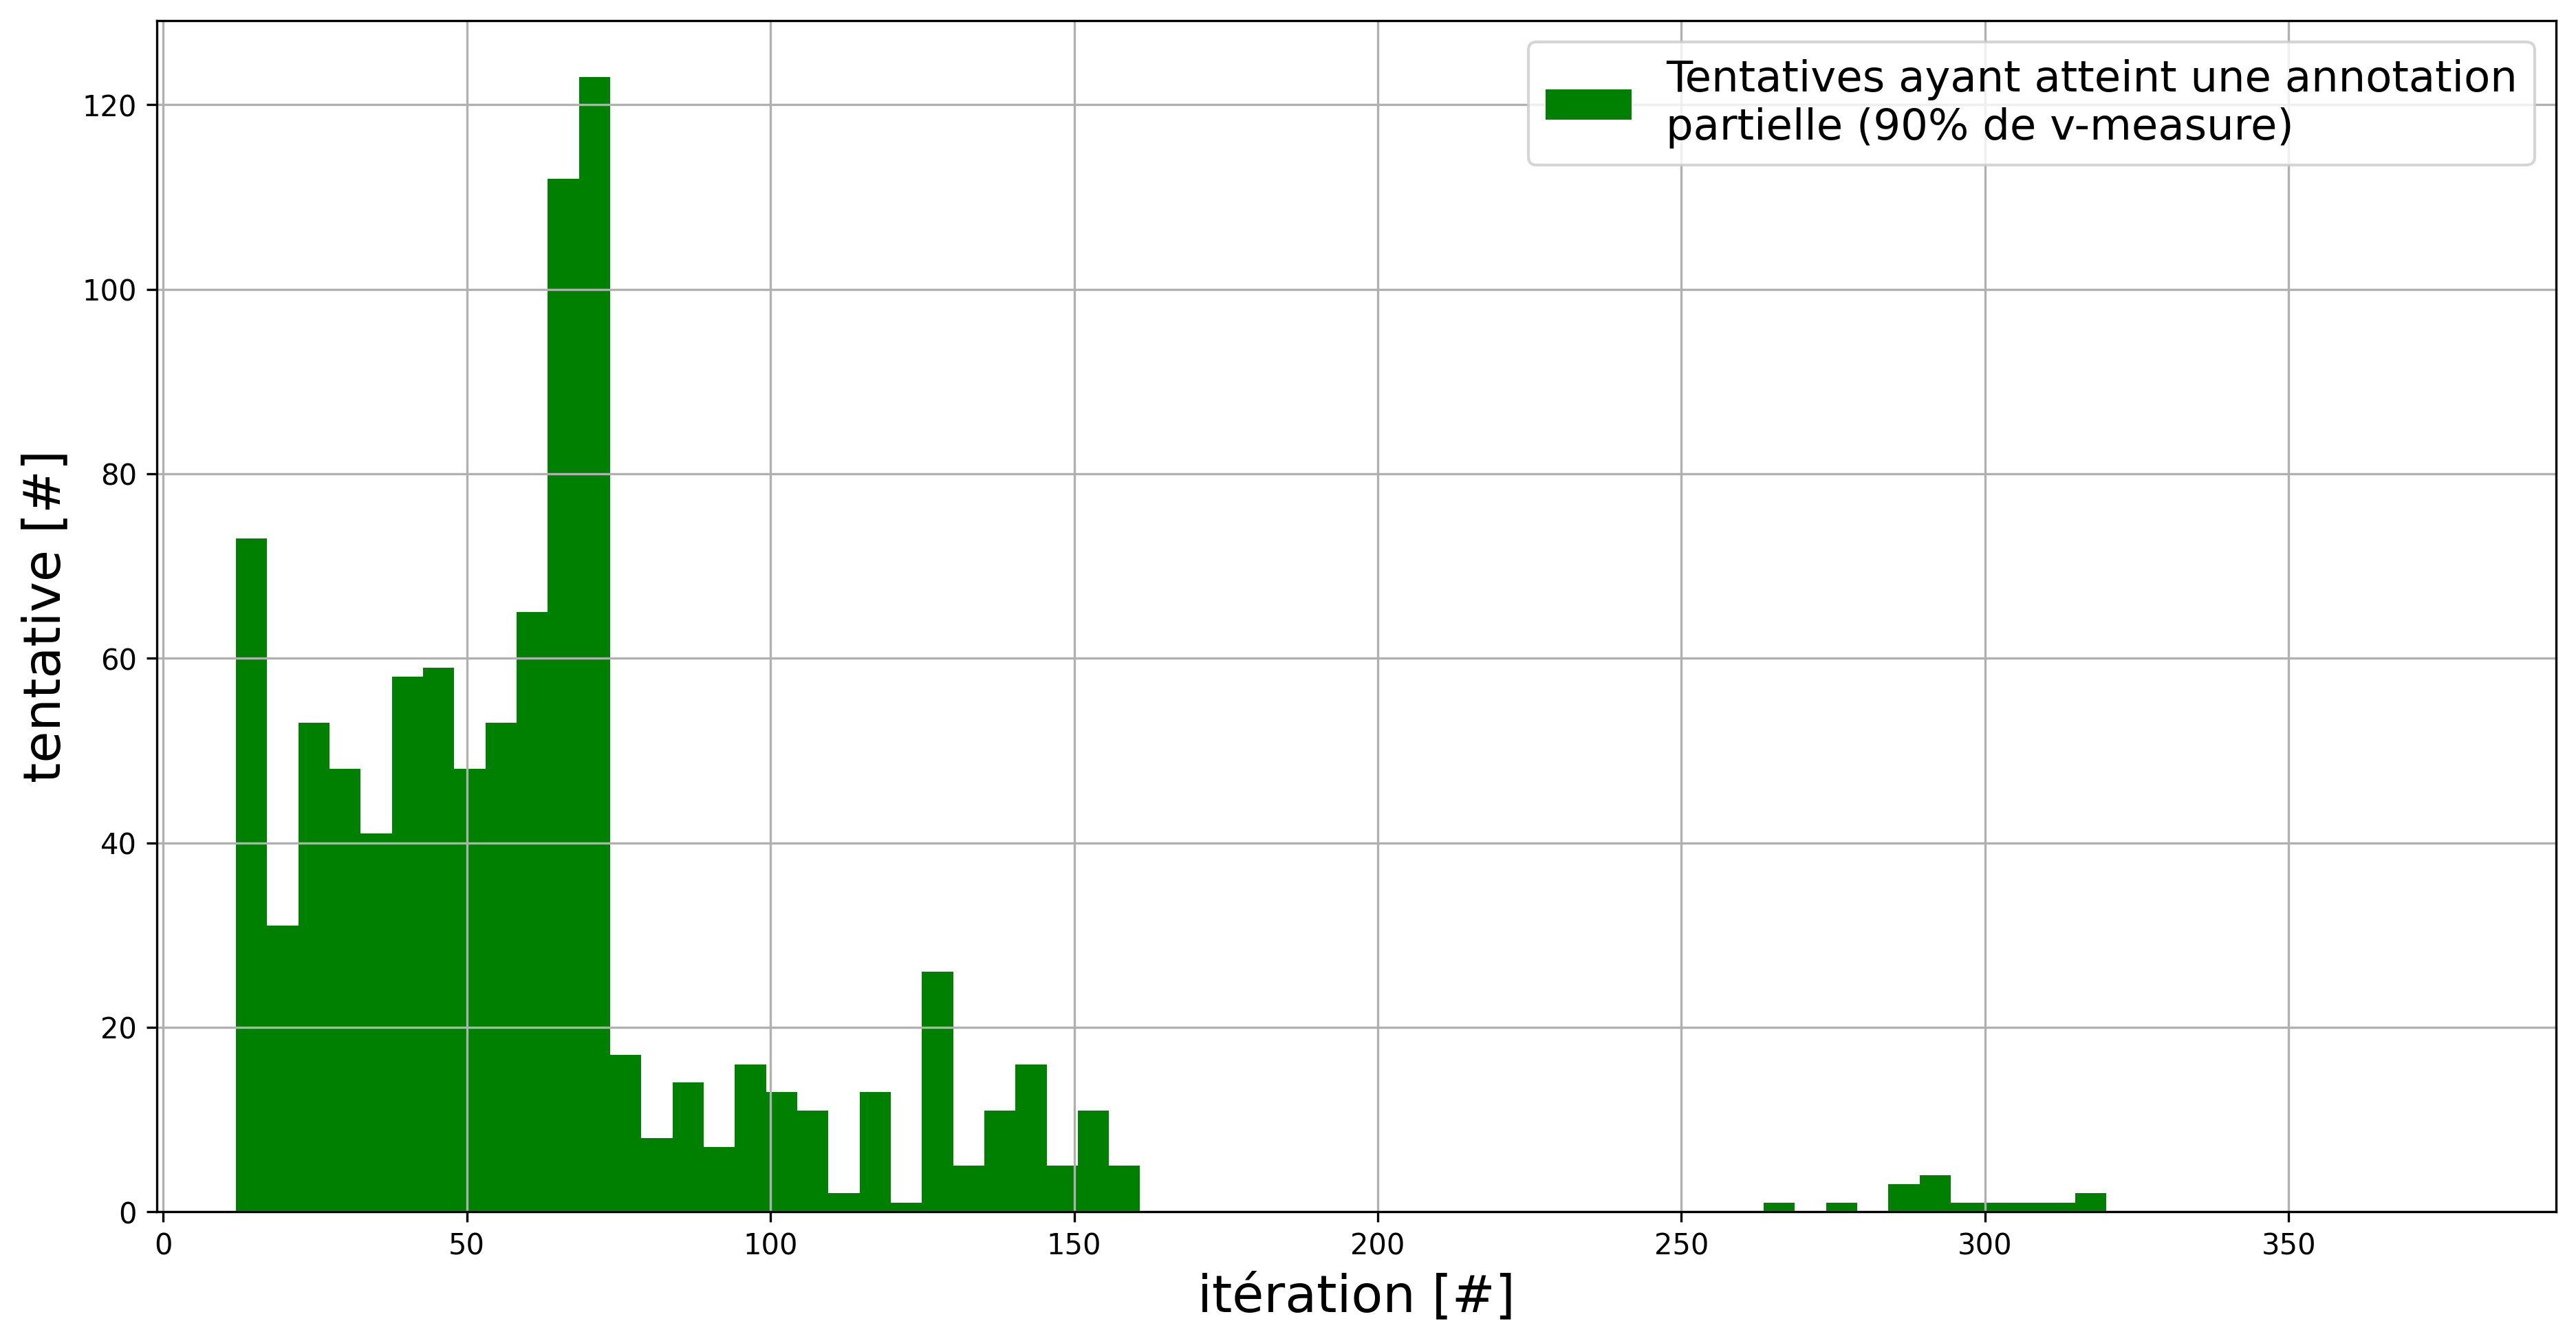 Tentatives ayant atteint une annotation
partielle (90% de v-measure)
tentative [#]
120
100
80
60
40
20
0
0 50 100 150 200 250 300 350
itération [#]